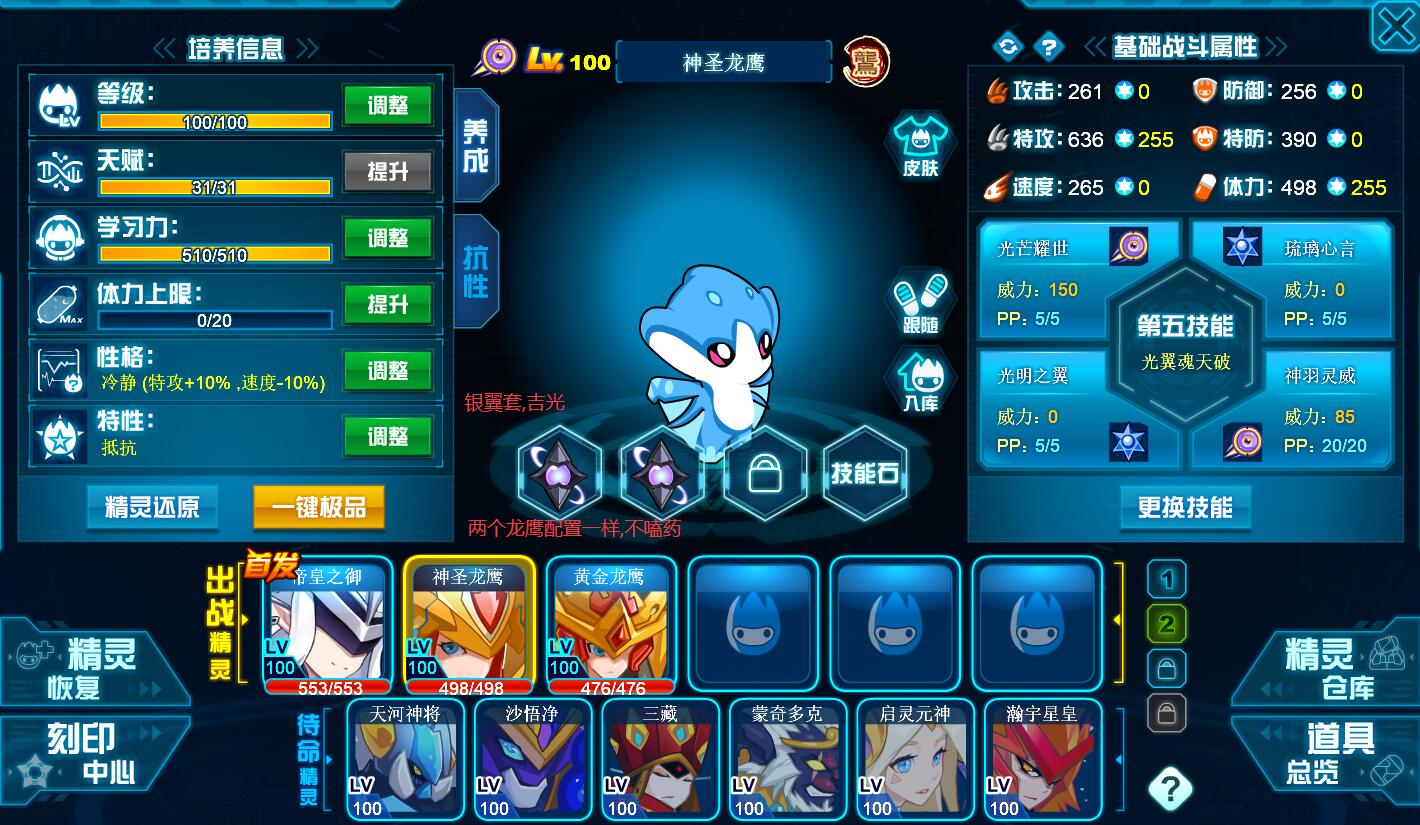 培养信息
等级：
100/100
调整
天赋：
31/31
提升
学习力：
510/510
调整
体力上限：
MAX
0/20
提升
性格：
冷静 (特攻+10% ,速度-10%)
调整
特性：
抵抗
调整
精灵还原
一键极品
养成
抗性
Lv. 100
神圣龙鹰
皮肤
跟随
入库
银翼套,吉光
技能石
两个龙鹰配置一样,不嗑药
? 基础战斗属性
攻击: 261 0 防御: 256 0
特攻: 636 255 特防: 390 0
速度: 265 0 体力: 498 255
光芒耀世
威力: 150
PP: 5/5
琉璃心言
威力: 0
PP: 5/5
第五技能
光翼魂天破
光明之翼
威力: 0
PP: 5/5
神羽灵威
威力: 85
PP: 20/20
更换技能
出战精灵
首发
帝皇之御
LV
100
553/553
神圣龙鹰
LV
100
498/498
黄金龙鹰
LV
100
476/476
1
2
待命精灵
天河神将
LV
100
沙悟净
LV
100
三藏
LV
100
蒙奇多克
LV
100
启灵元神
LV
100
瀚宇星皇
LV
100
?
精灵
恢复
刻印
中心
精灵
仓库
道具
总览